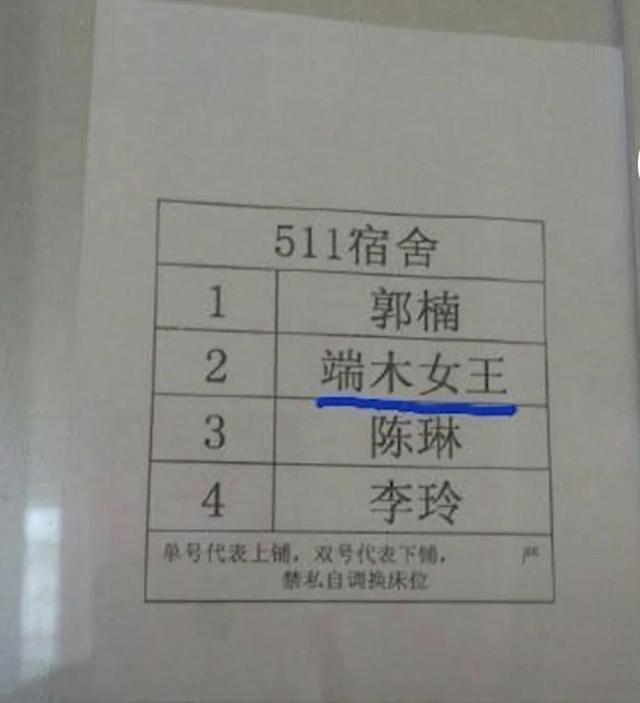 511宿舍
1 郭楠
2 端木女王
3 陈琳
4 李玲
单号代表上铺，双号代表下铺，严
禁私自调换床位